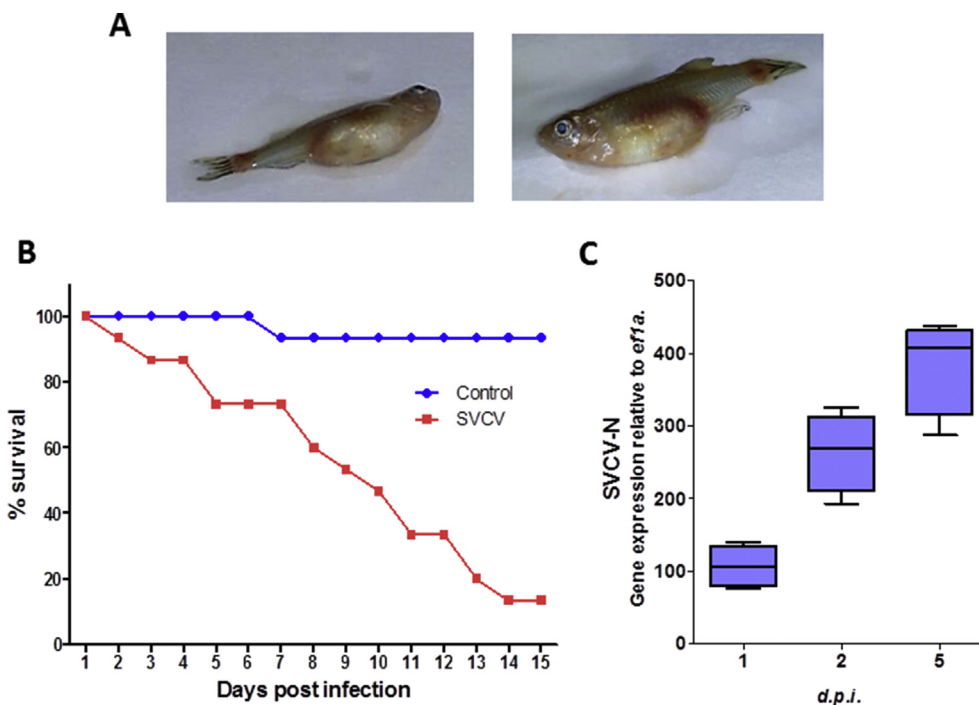 A
B
% survival
100
80
60
40
20
0
Control
SVCV
1 2 3 4 5 6 7 8 9 10 11 12 13 14 15
Days post infection
C
SVCV-N
Gene expression relative to ef1a.
500
400
300
200
100
0
1 2 5
d.p.i.